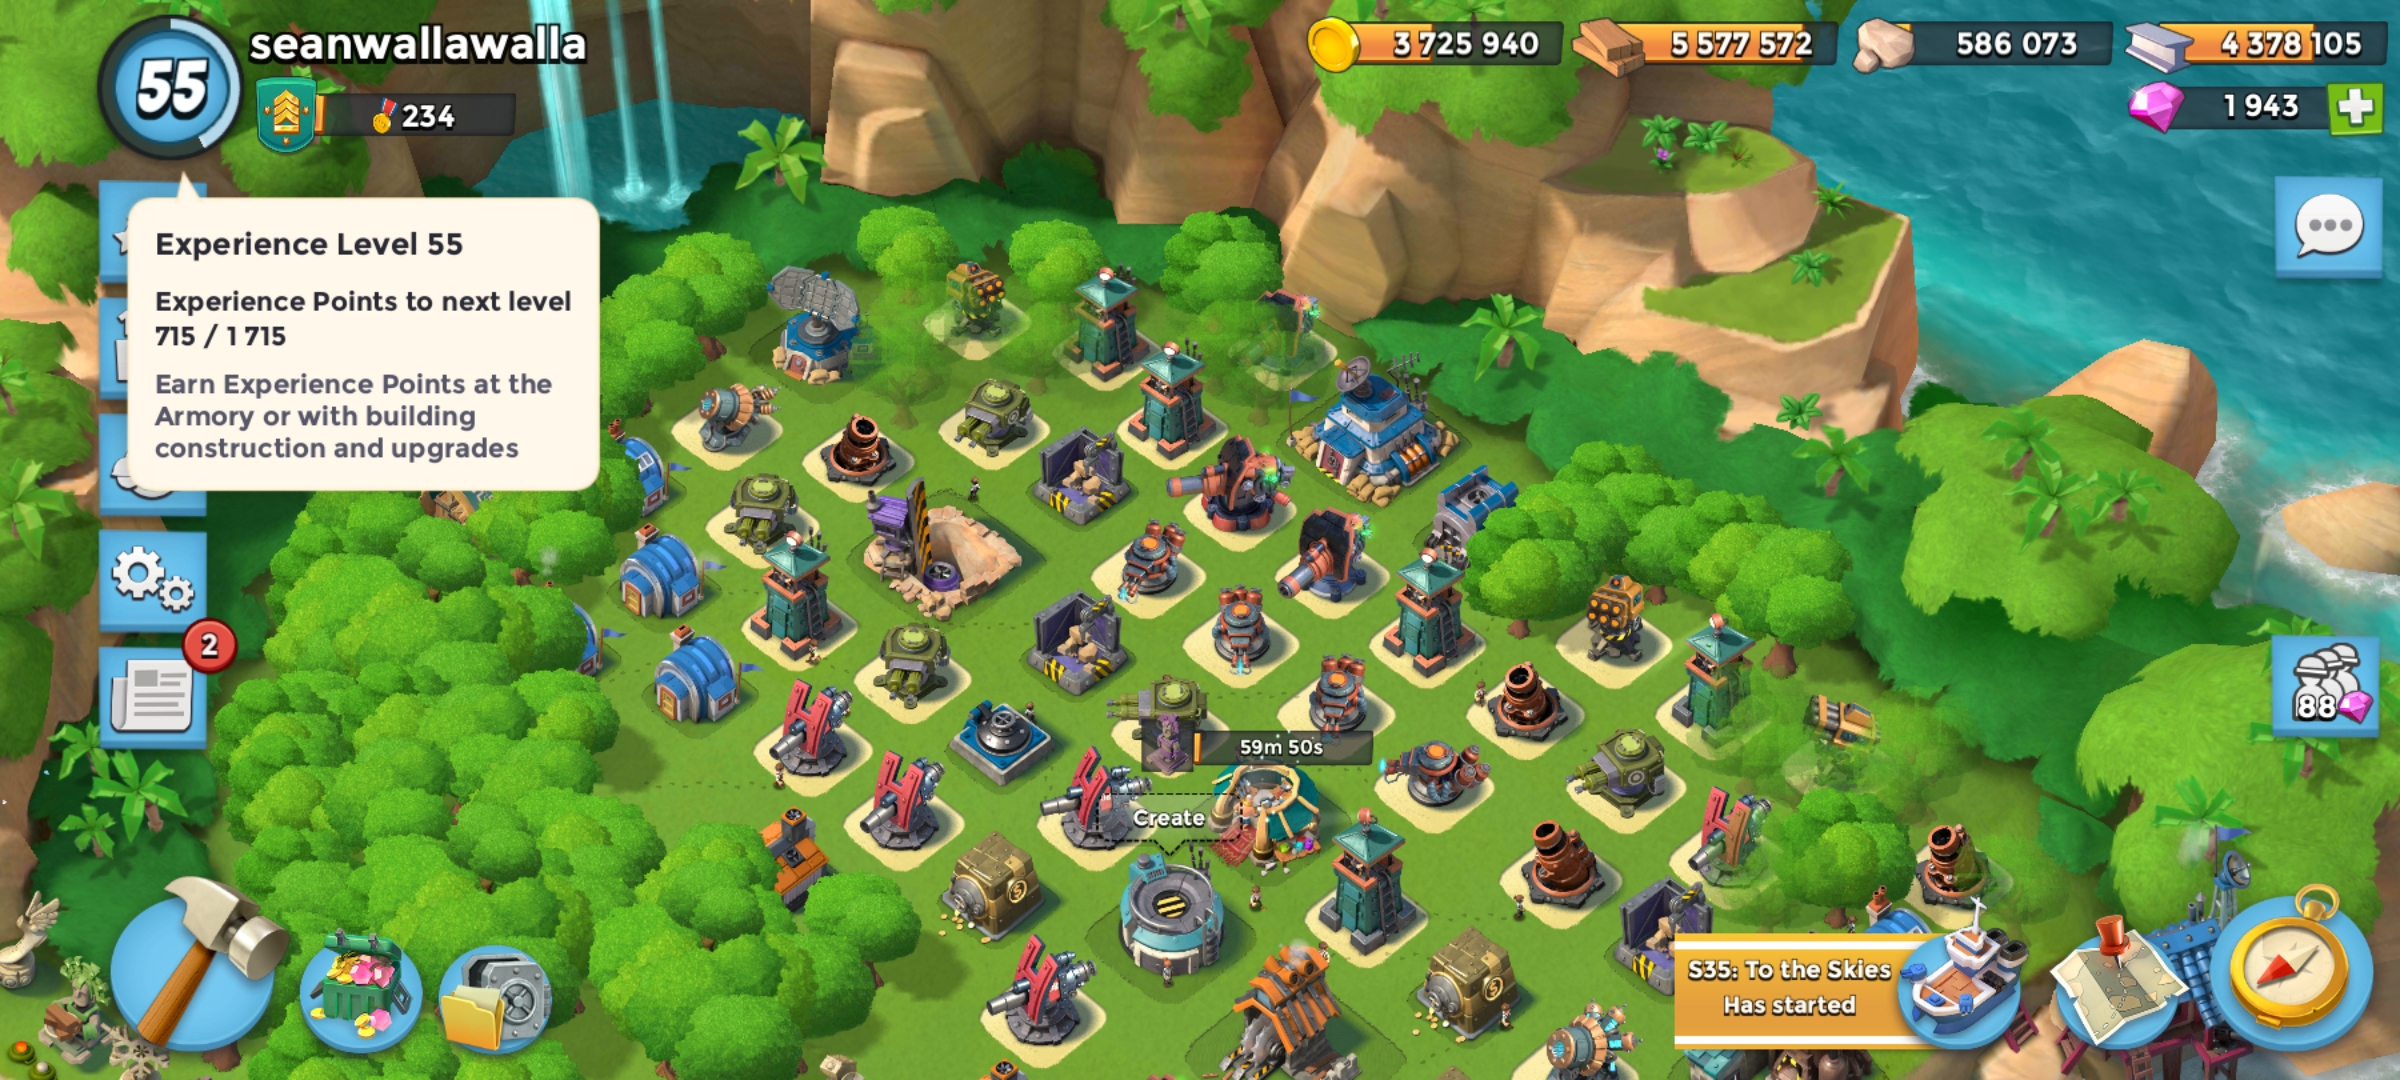 55
seanwallawalla
234
3 725 940
5 577 572
586 073
4 378 105
1 943
Experience Level 55
Experience Points to next level
715 / 1 715
Earn Experience Points at the
Armory or with building
construction and upgrades
2
88
59m 50s
Create
S35: To the Skies
Has started